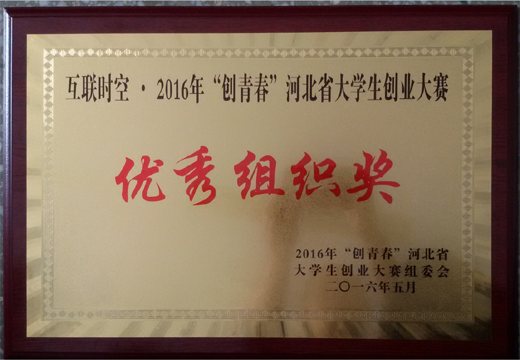 互联时空·2016年“创青春”河北省大学生创业大赛
优秀组织奖
2016年“创青春”河北省
大学生创业大赛组委会
二〇一六年五月